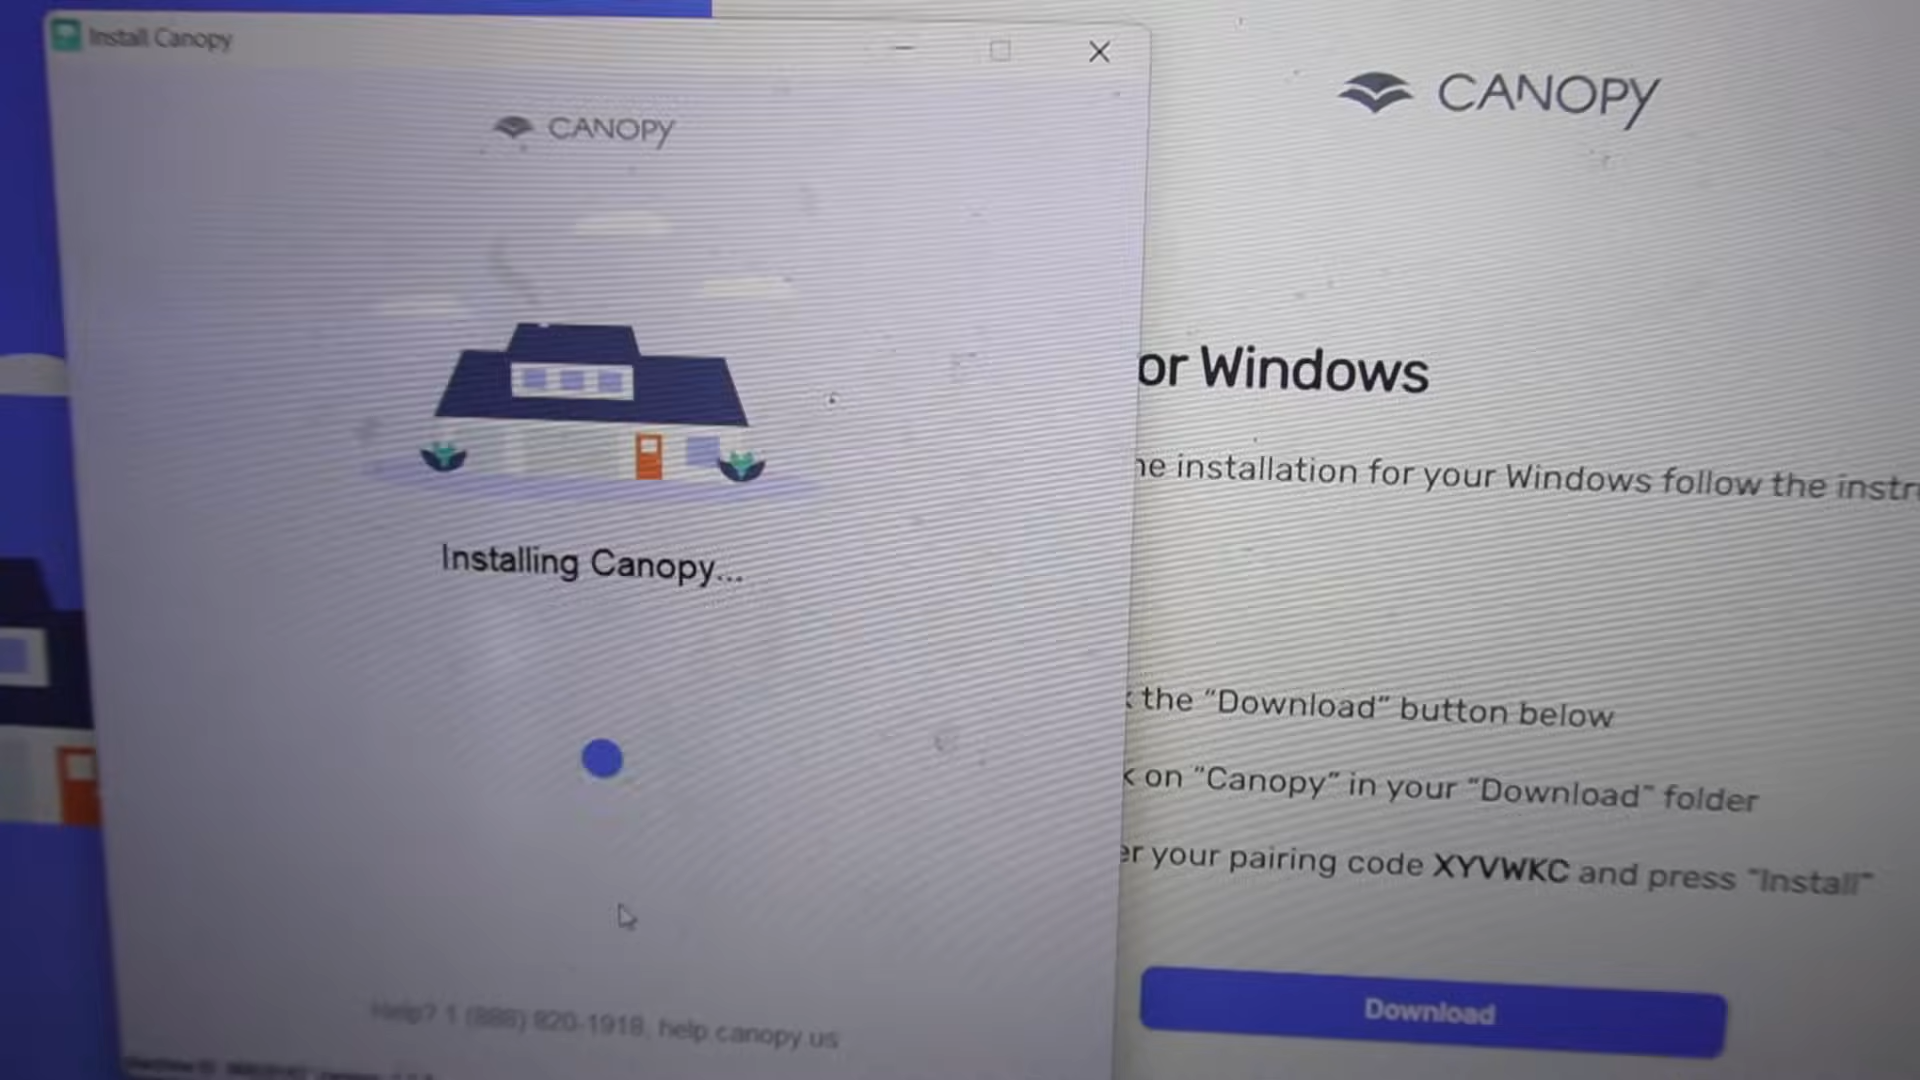 Install Canopy
CANOPY
Installing Canopy...
Help? 1 (888) 820-1918, help.canopy.us
CANOPY
or Windows
he installation for your Windows follow the instr
the “Download” button below
on “Canopy” in your “Download” folder
er your pairing code XYVWKC and press “Install”
Download